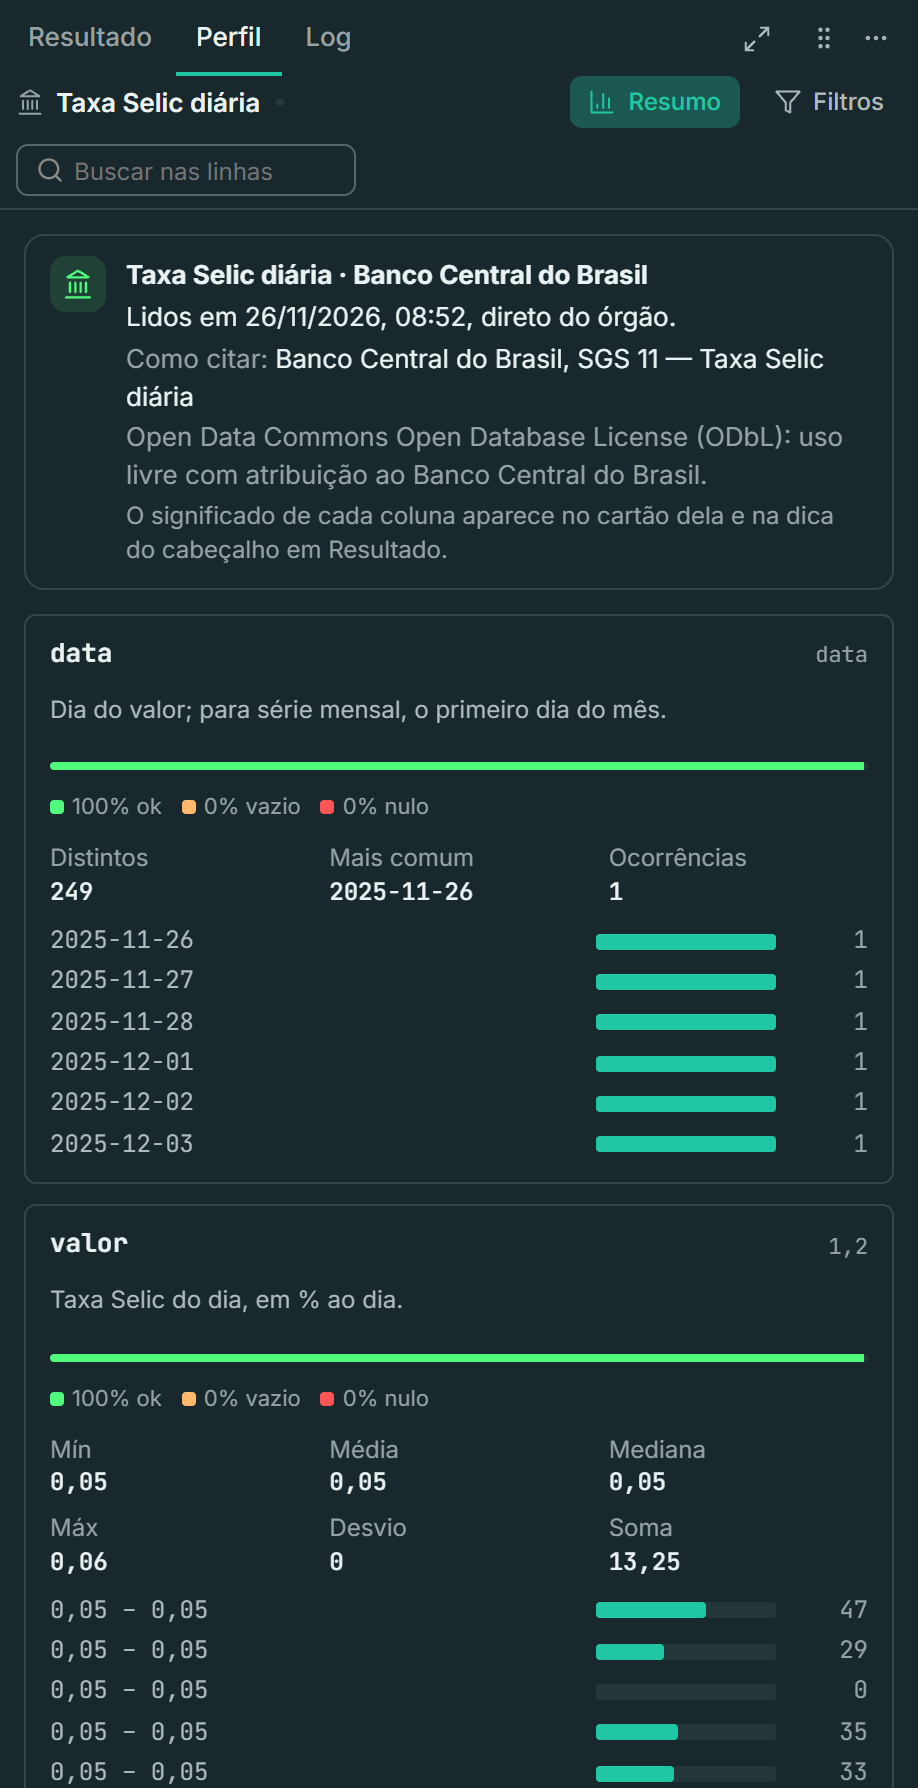 Resultado Perfil Log
Taxa Selic diária Resumo Filtros
Buscar nas linhas
Taxa Selic diária · Banco Central do Brasil
Lidos em 26/11/2026, 08:52, direto do órgão.
Como citar: Banco Central do Brasil, SGS 11 — Taxa Selic
diária
Open Data Commons Open Database License (ODbL): uso
livre com atribuição ao Banco Central do Brasil.
O significado de cada coluna aparece no cartão dela e na dica
do cabeçalho em Resultado.
data data
Dia do valor; para série mensal, o primeiro dia do mês.
100% ok 0% vazio 0% nulo
Distintos Mais comum Ocorrências
249 2025-11-26 1
2025-11-26 1
2025-11-27 1
2025-11-28 1
2025-12-01 1
2025-12-02 1
2025-12-03 1
valor 1,2
Taxa Selic do dia, em % ao dia.
100% ok 0% vazio 0% nulo
Mín Média Mediana
0,05 0,05 0,05
Máx Desvio Soma
0,06 0 13,25
0,05 – 0,05 47
0,05 – 0,05 29
0,05 – 0,05 0
0,05 – 0,05 35
0,05 – 0,05 33